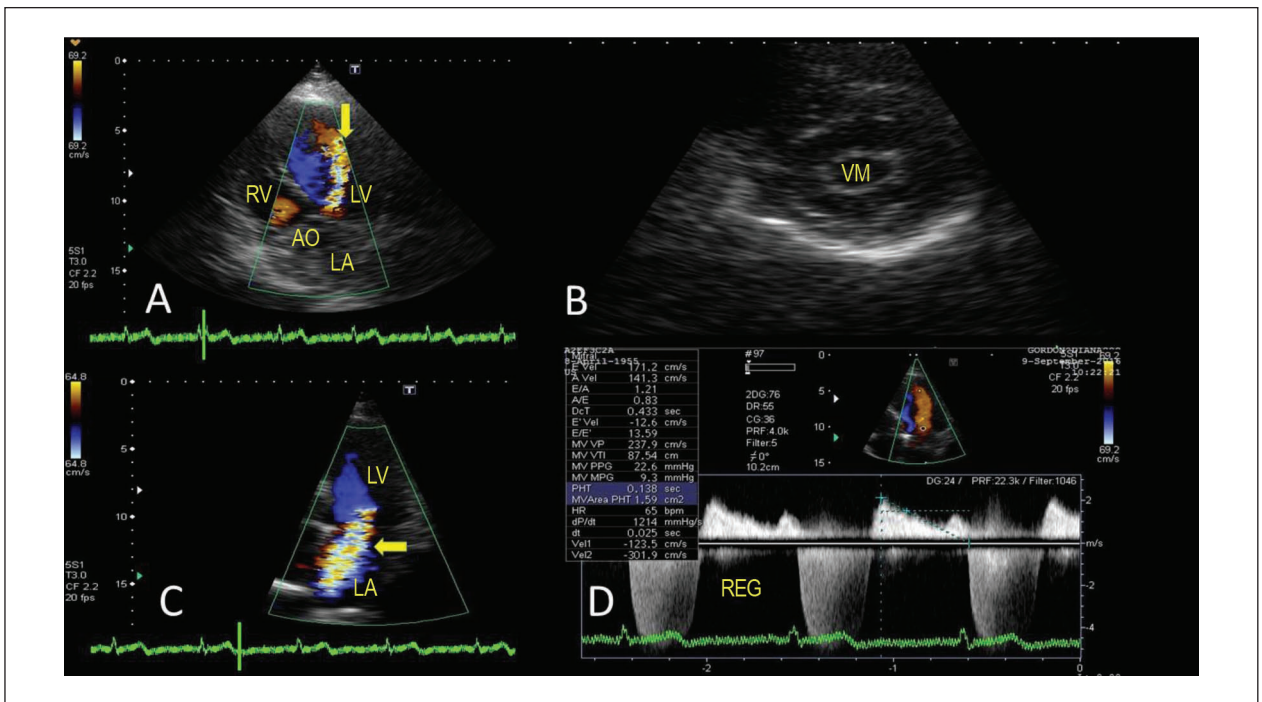 69.2
69.2
cm/s
0
5
10
15
T
RV
LV
AO
LA
5S1
T3.0
CF 2.2
20 fps
A
VM
B
64.8
64.8
cm/s
0
5
10
15
T
LV
LA
5S1
T3.0
CF 2.2
20 fps
C
Mitral
E Vel 171.2 cm/s
A Vel 141.3 cm/s
E/A 1.21
A/E 0.83
DcT 0.433 sec
E' Vel -12.6 cm/s
E/E' 13.59
MV VP 237.9 cm/s
MV VTI 87.54 cm
MV PPG 22.6 mmHg
MV MPG 9.3 mmHg
PHT 0.138 sec
MVArea PHT 1.59 cm2
HR 65 bpm
dP/dt 1214 mmHg/s
dt 0.025 sec
Vel1 -123.5 cm/s
Vel2 -301.9 cm/s
#97
2DG:76
DR:55
CG:36
PRF:4.0k
Filter:5
≠0°
10.2cm
0
5
10
15
9-September-2016
10:22:21
5S1
T3.0
CF 2.2
20 fps
69.2
69.2
cm/s
DG:24 / PRF:22.3k / Filter:1046
2
m/s
-2
-4
REG
D
-2
-1
0